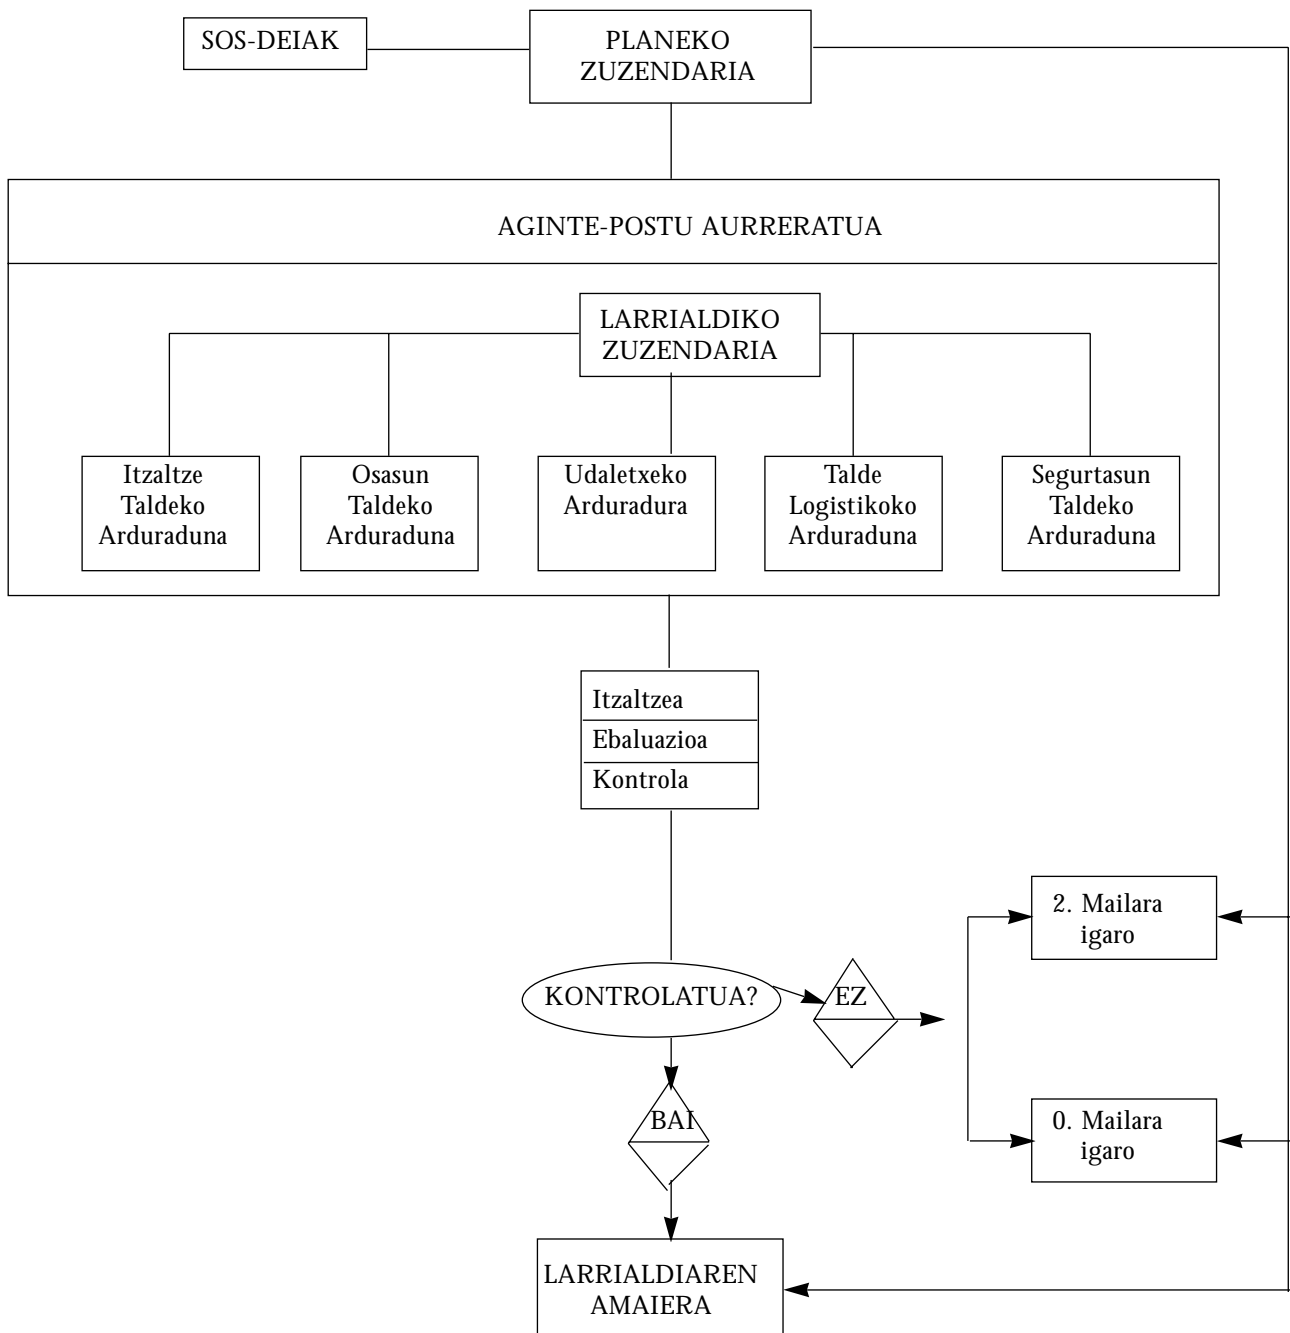 SOS-DEIAK
PLANEKO
ZUZENDARIA
AGINTE-POSTU AURRERATUA
LARRIALDIKO
ZUZENDARIA
Itzaltze
Taldeko
Arduraduna
Osasun
Taldeko
Arduraduna
Udaletxeko
Arduradura
Talde
Logistikoko
Arduraduna
Segurtasun
Taldeko
Arduraduna
Itzaltzea
Ebaluazioa
Kontrola
2. Mailara
igaro
KONTROLATUA?
EZ
BAI
0. Mailara
igaro
LARRIALDIAREN
AMAIERA